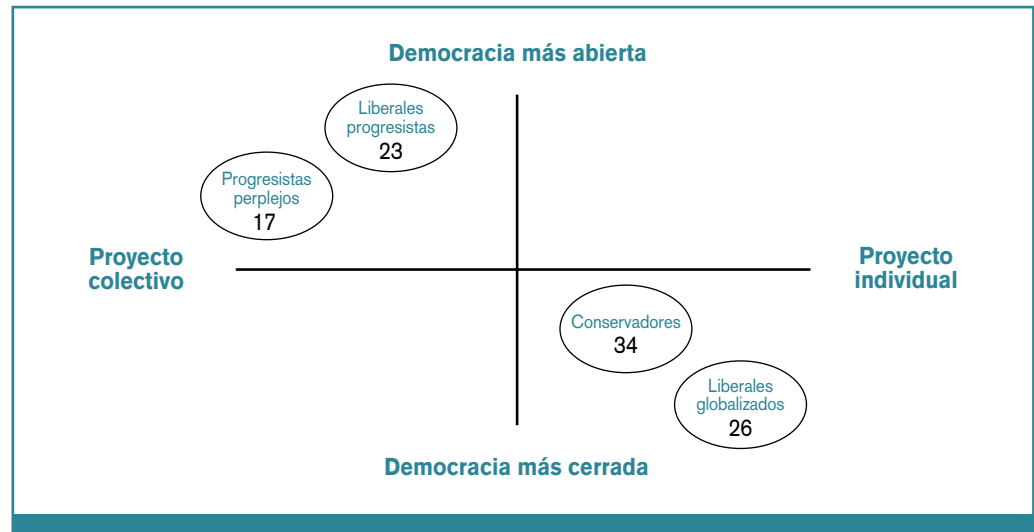 Democracia más abierta
Liberales
progresistas
23
Progresistas
perplejos
17
Proyecto
colectivo
Proyecto
individual
Conservadores
34
Liberales
globalizados
26
Democracia más cerrada